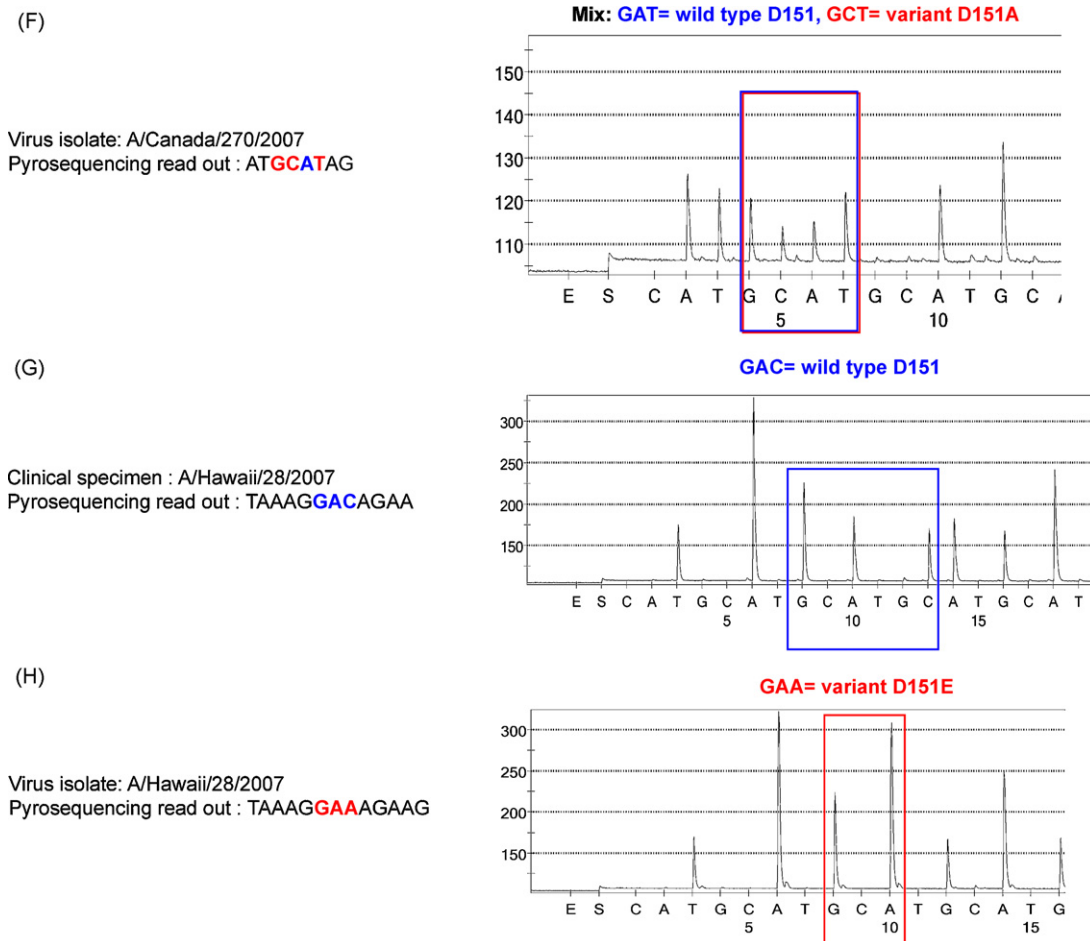 (F)
Mix: GAT= wild type D151, GCT= variant D151A
Virus isolate: A/Canada/270/2007
Pyrosequencing read out : ATGCATAG
150
140
130
120
110
E S C A T G C A T G C A T G C
5 10
(G)
GAC= wild type D151
Clinical specimen : A/Hawaii/28/2007
Pyrosequencing read out : TAAAGGACAGAA
300
250
200
150
E S C A T G C A T G C A T G C A T G C A T
5 10 15
(H)
GAA= variant D151E
Virus isolate: A/Hawaii/28/2007
Pyrosequencing read out : TAAAGGAAAGAAG
300
250
200
150
E S C A T G C A T G C A T G C A T G
5 10 15